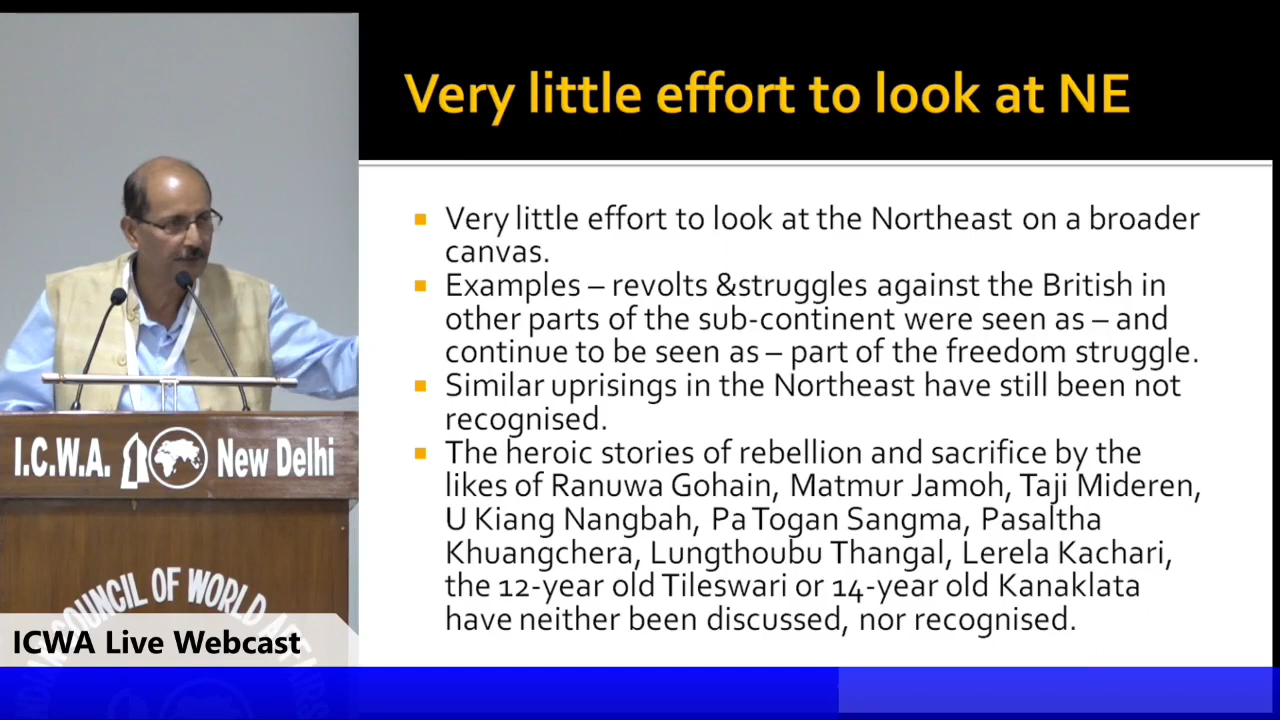 Very little effort to look at NE
Very little effort to look at the Northeast on a broader
canvas.
Examples – revolts &struggles against the British in
other parts of the sub-continent were seen as – and
continue to be seen as – part of the freedom struggle.
Similar uprisings in the Northeast have still been not
recognised.
The heroic stories of rebellion and sacrifice by the
likes of Ranuwa Gohain, Matmur Jamoh, Taji Mideren,
U Kiang Nangbah, Pa Togan Sangma, Pasaltha
Khuangchera, Lungthoubu Thangal, Lerela Kachari,
the 12-year old Tileswari or 14-year old Kanaklata
have neither been discussed, nor recognised.
I.C.W.A. New Delhi
COUNCIL OF WORLD
ICWA Live Webcast